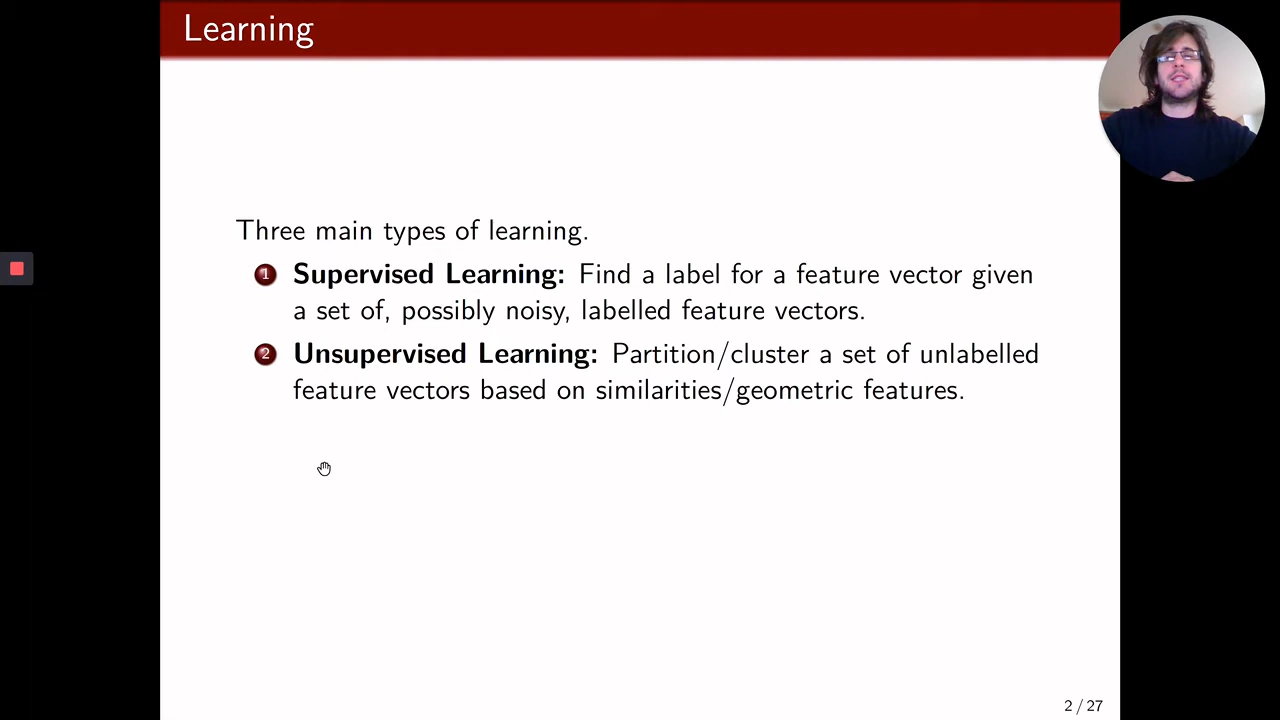 Learning
Three main types of learning.
1 Supervised Learning: Find a label for a feature vector given
a set of, possibly noisy, labelled feature vectors.
2 Unsupervised Learning: Partition/cluster a set of unlabelled
feature vectors based on similarities/geometric features.
2 / 27